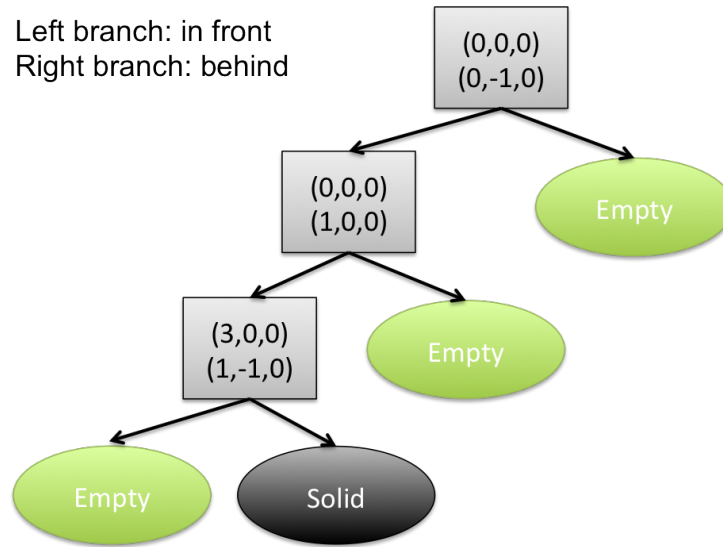 Left branch: in front
Right branch: behind
(0,0,0)
(0,-1,0)
(0,0,0)
(1,0,0)
Empty
(3,0,0)
(1,-1,0)
Empty
Empty
Solid